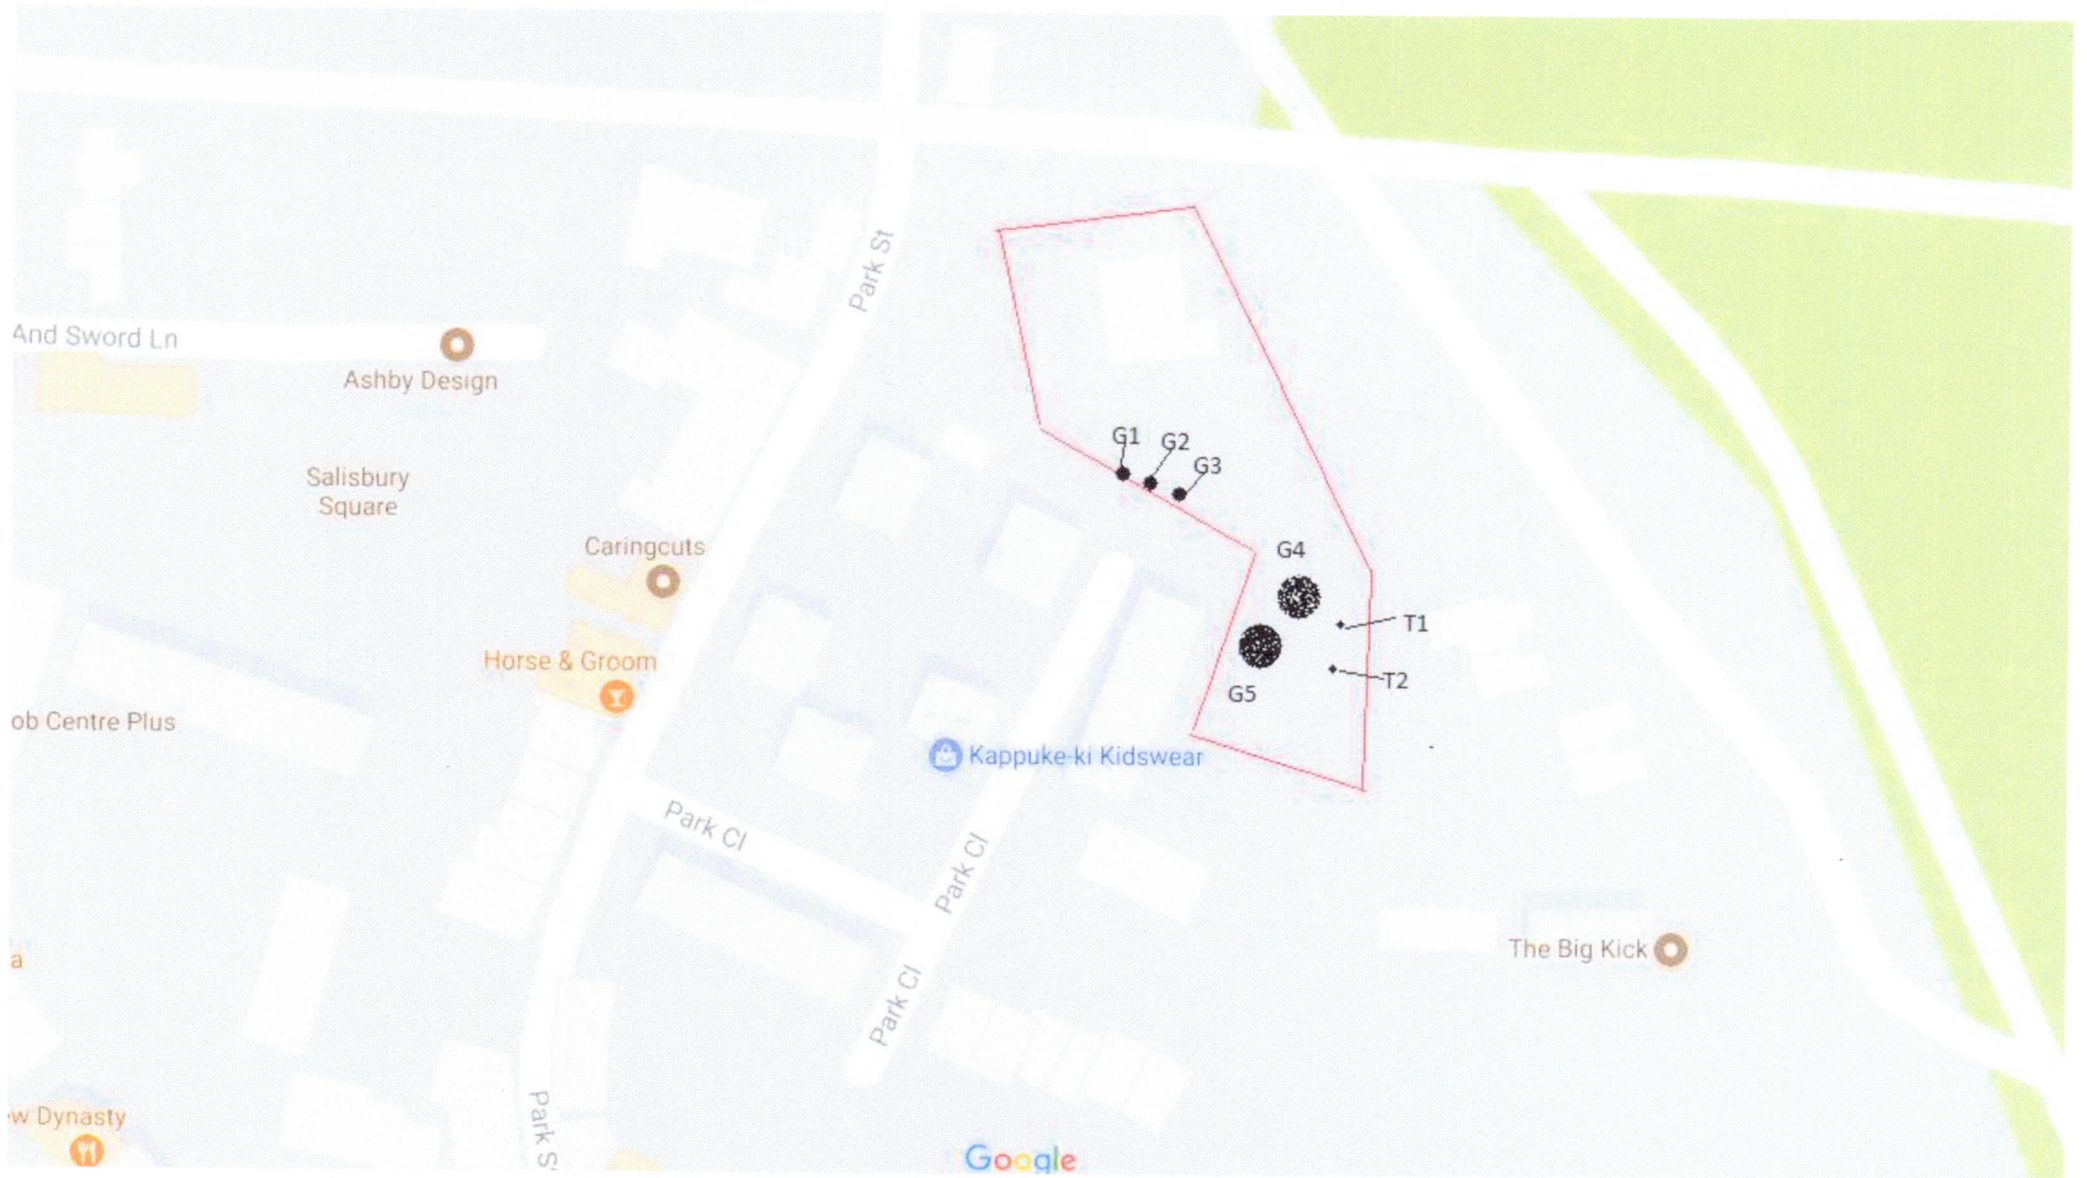 Park St
And Sword Ln
Ashby Design
G1
G2
G3
Salisbury
Square
Caringcuts
G4
T1
Horse & Groom
T2
G5
ob Centre Plus
Kappuke-ki Kidswear
Park Cl
Park Cl
The Big Kick
a
Park Cl
ew Dynasty
Park S
Google